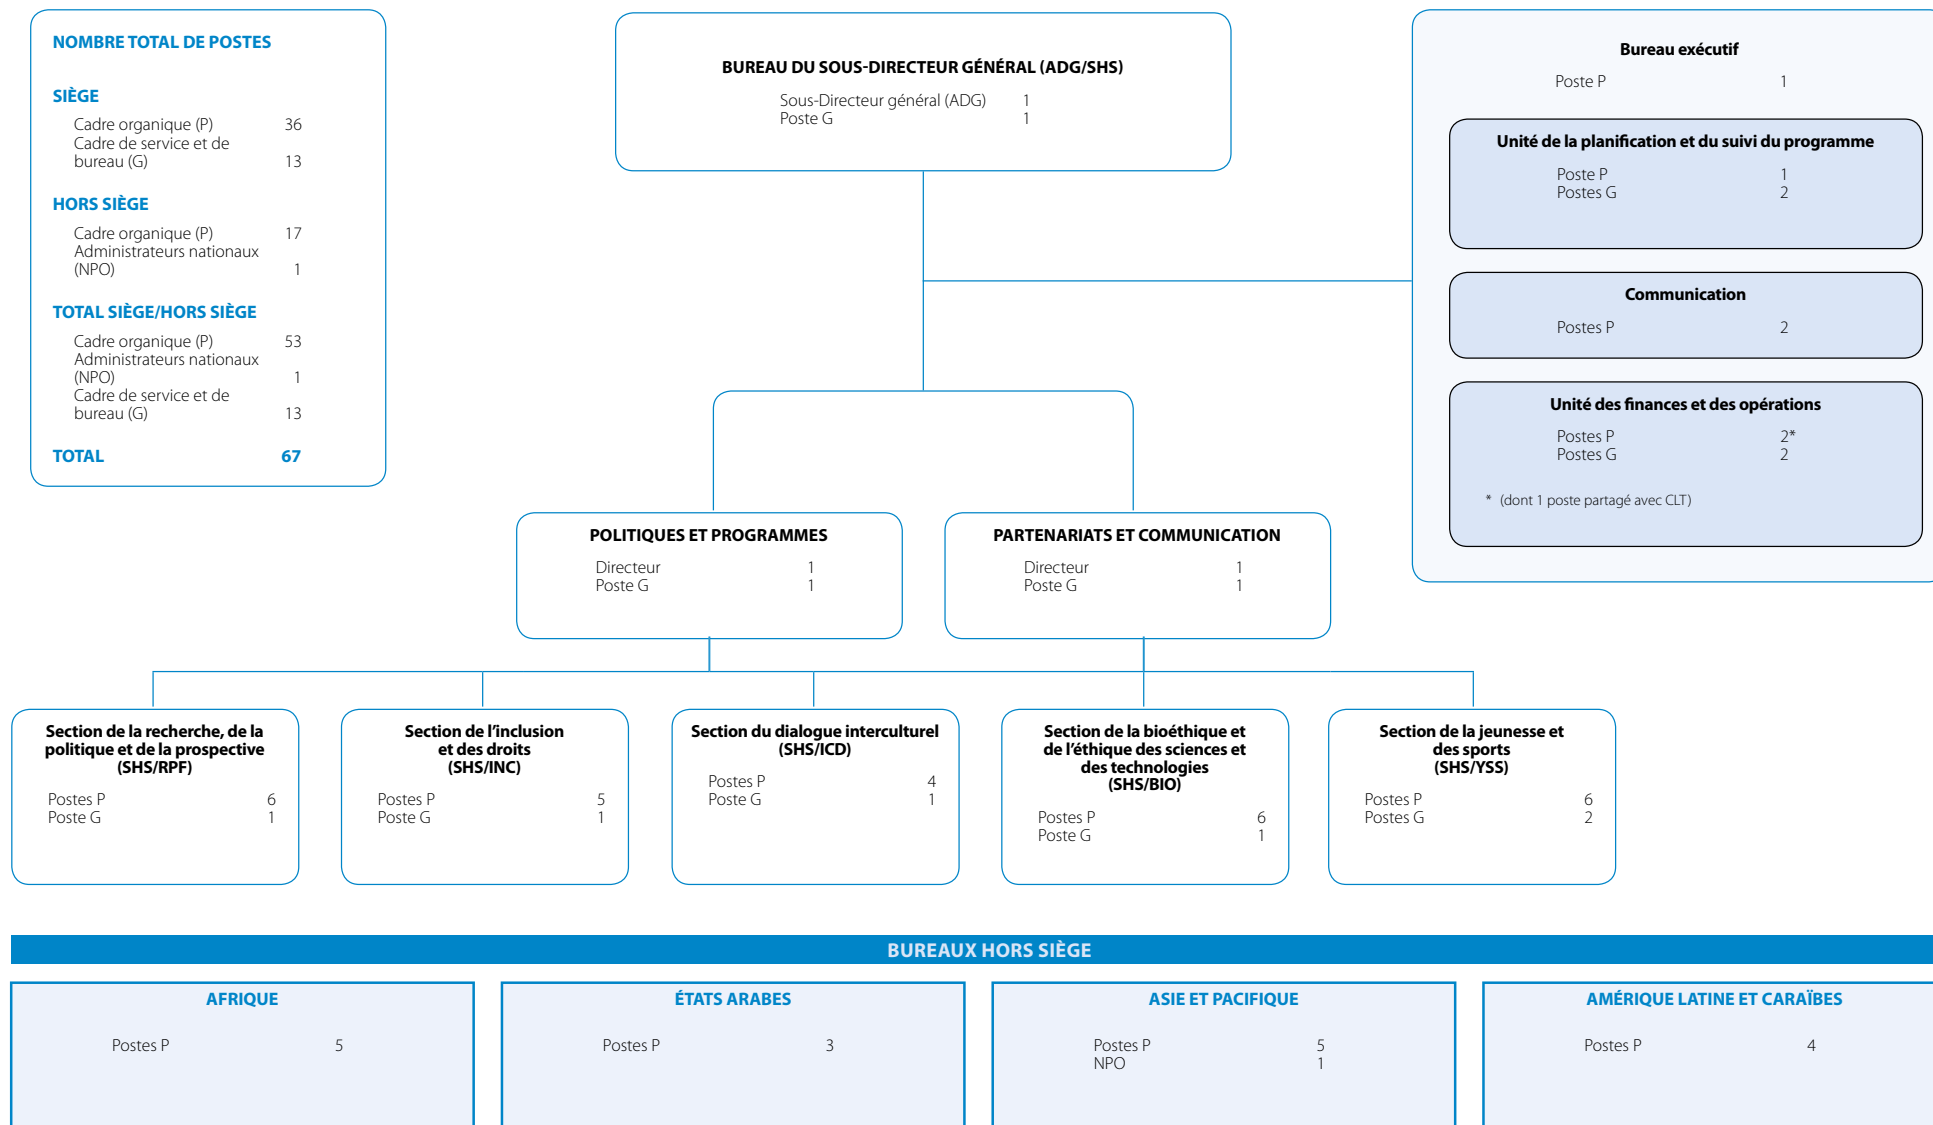 NOMBRE TOTAL DE POSTES
SIÈGE
Cadre organique (P) 36
Cadre de service et de
bureau (G) 13
HORS SIÈGE
Cadre organique (P) 17
Administrateurs nationaux
(NPO) 1
TOTAL SIÈGE/HORS SIÈGE
Cadre organique (P) 53
Administrateurs nationaux
(NPO) 1
Cadre de service et de
bureau (G) 13
TOTAL 67
BUREAU DU SOUS-DIRECTEUR GÉNÉRAL (ADG/SHS)
Sous-Directeur général (ADG) 1
Poste G 1
Bureau exécutif
Poste P 1
Unité de la planification et du suivi du programme
Poste P 1
Postes G 2
Communication
Postes P 2
Unité des finances et des opérations
Postes P 2*
Postes G 2
* (dont 1 poste partagé avec CLT)
POLITIQUES ET PROGRAMMES
Directeur 1
Poste G 1
PARTENARIATS ET COMMUNICATION
Directeur 1
Poste G 1
Section de la recherche, de la
politique et de la prospective
(SHS/RPF)
Postes P 6
Poste G 1
Section de l'inclusion
et des droits
(SHS/INC)
Postes P 5
Poste G 1
Section du dialogue interculturel
(SHS/ICD)
Postes P 4
Poste G 1
Section de la bioéthique et
de l'éthique des sciences et
des technologies
(SHS/BIO)
Postes P 6
Poste G 1
Section de la jeunesse et
des sports
(SHS/YSS)
Postes P 6
Postes G 2
BUREAUX HORS SIÈGE
AFRIQUE
Postes P 5
ÉTATS ARABES
Postes P 3
ASIE ET PACIFIQUE
Postes P 5
NPO 1
AMÉRIQUE LATINE ET CARAÏBES
Postes P 4